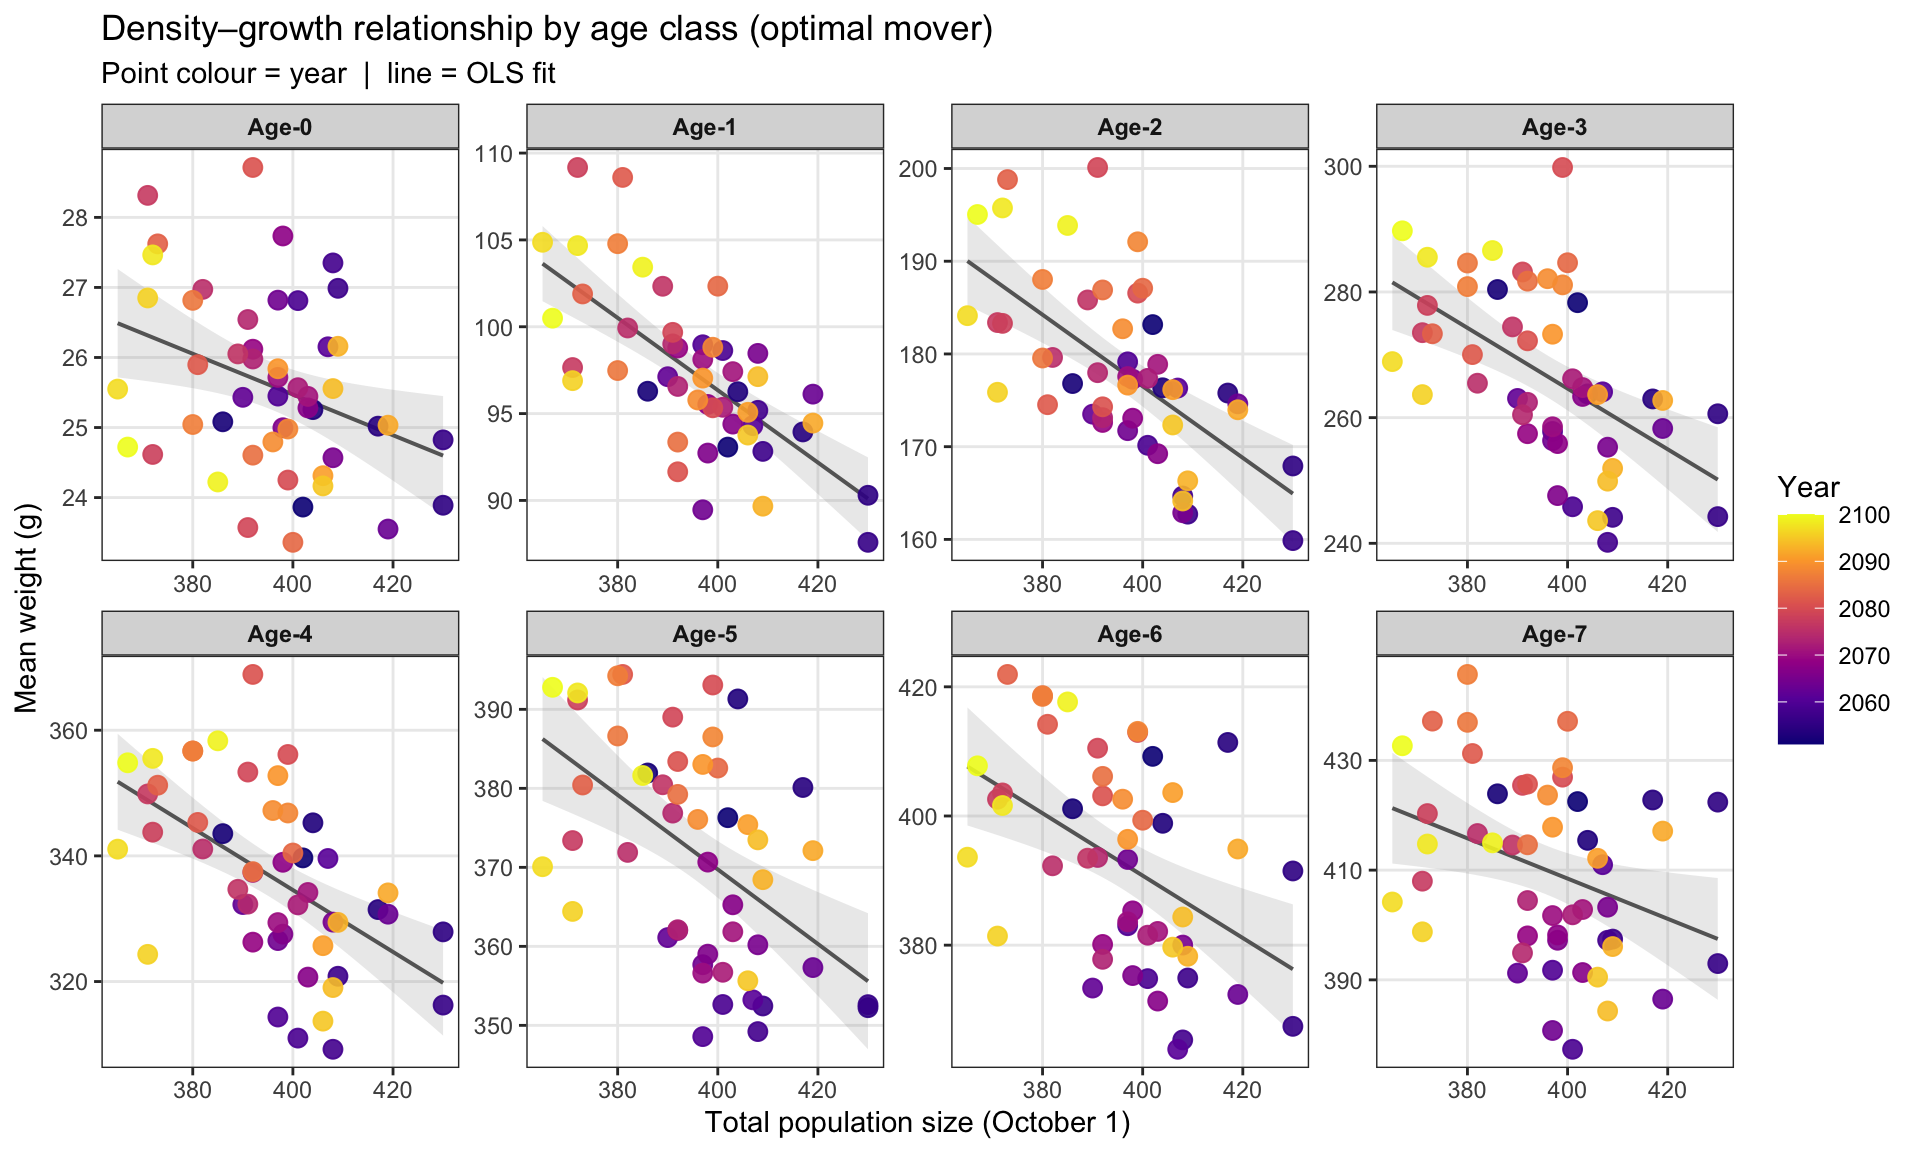 Density–growth relationship by age class (optimal mover)
Point colour = year | line = OLS fit
Age-0
Age-1
Age-2
Age-3
28
27
26
25
24
380 400 420
110
105
100
95
90
380 400 420
200
190
180
170
160
380 400 420
300
280
260
240
380 400 420
Age-4
Age-5
Age-6
Age-7
360
340
320
380 400 420
390
380
370
360
350
380 400 420
420
400
380
380 400 420
430
410
390
380 400 420
Mean weight (g)
Total population size (October 1)
Year
2100
2090
2080
2070
2060